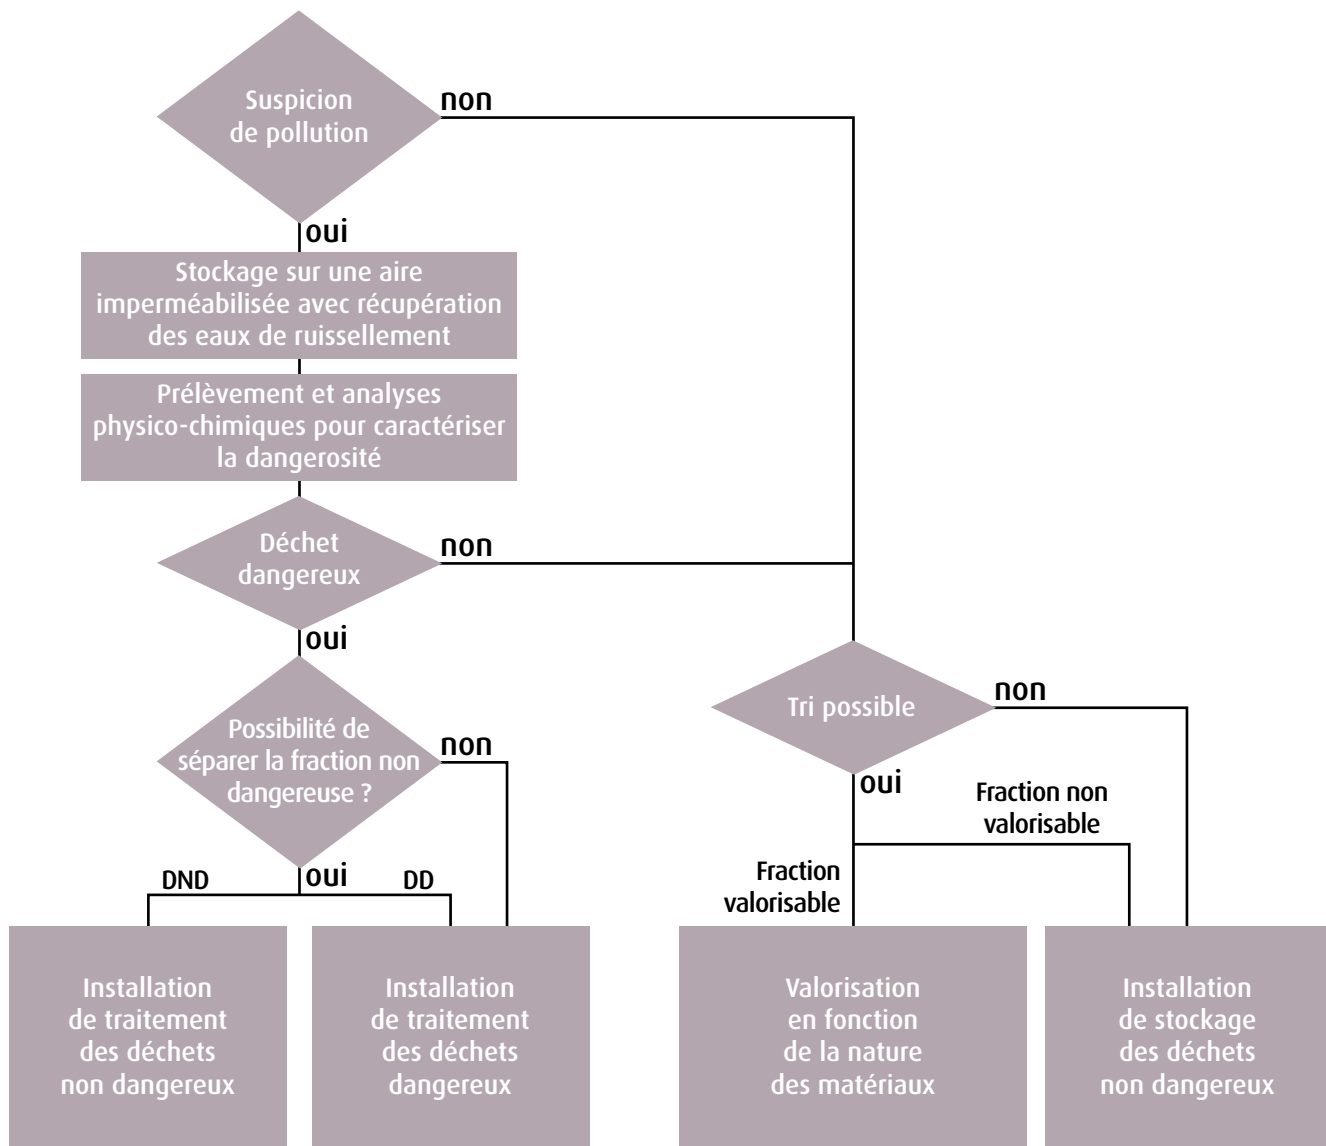 Suspicion
de pollution
non
oui
Stockage sur une aire
imperméabilisée avec récupération
des eaux de ruissellement
Prélèvement et analyses
physico-chimiques pour caractériser
la dangerosité
Déchet
dangereux
non
oui
Possibilité de
séparer la fraction non
dangereuse ?
non
oui
DND
DD
Tri possible
non
oui
Fraction non
valorisable
Fraction
valorisable
Installation
de traitement
des déchets
non dangereux
Installation
de traitement
des déchets
dangereux
Valorisation
en fonction
de la nature
des matériaux
Installation
de stockage
des déchets
non dangereux